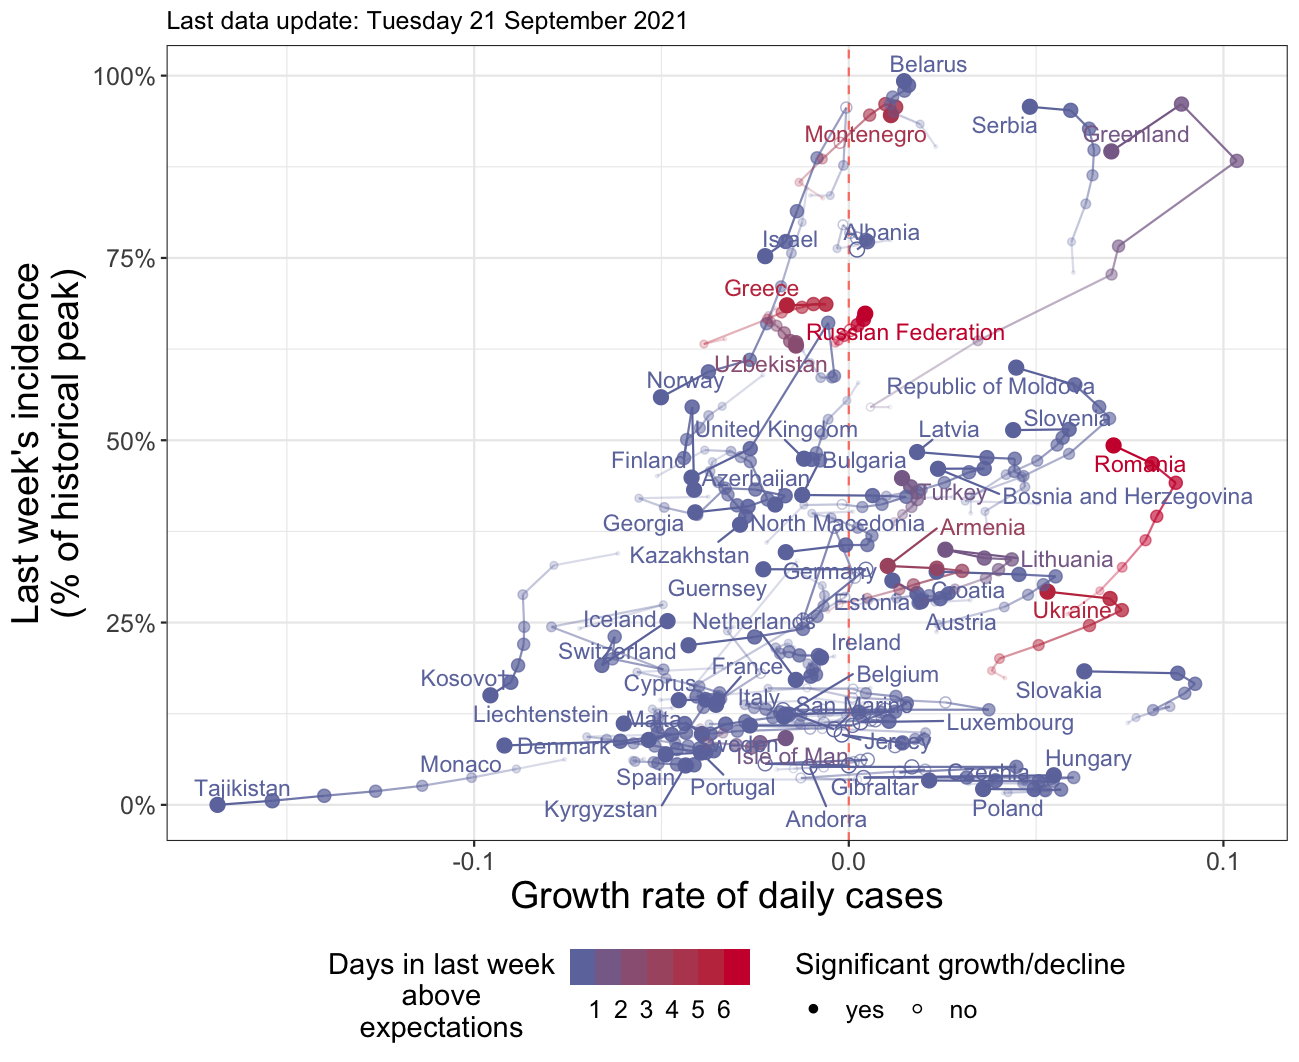 Last data update: Tuesday 21 September 2021
Last week's incidence
(% of historical peak)
100%
75%
50%
25%
0%
Belarus
Serbia
Montenegro
Greenland
Israel
Albania
Greece
Russian Federation
Uzbekistan
Norway
Republic of Moldova
United Kingdom
Latvia
Slovenia
Finland
Bulgaria
Romania
Azerbaijan
Turkey
Bosnia and Herzegovina
Georgia
North Macedonia
Armenia
Kazakhstan
Lithuania
Germany
Guernsey
Croatia
Estonia
Ukraine
Iceland
Netherlands
Austria
Switzerland
Ireland
France
Belgium
Kosovo†
Cyprus
Slovakia
Italy
San Marino
Liechtenstein
Malta
Luxembourg
Denmark
Sweden
Jersey
Isle of Man
Monaco
Hungary
Spain
Czechia
Tajikistan
Portugal
Gibraltar
Kyrgyzstan
Poland
Andorra
-0.1
0.0
0.1
Growth rate of daily cases
Days in last week
above
expectations
1 2 3 4 5 6
Significant growth/decline
yes
no